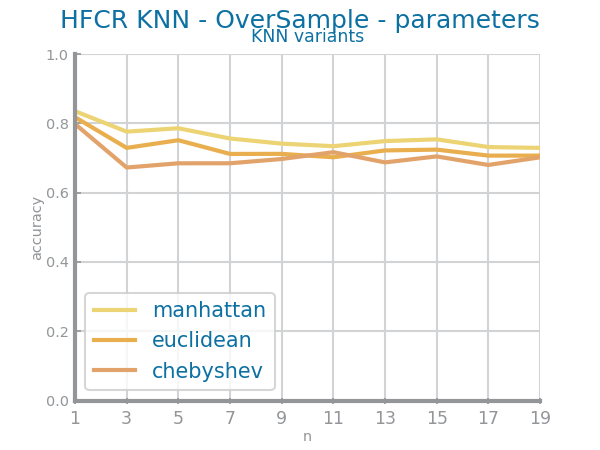 HFCR KNN - OverSample - parameters
KNN variants
1.0
0.8
0.6
0.4
0.2
0.0
accuracy
manhattan
euclidean
chebyshev
1 3 5 7 9 11 13 15 17 19
n